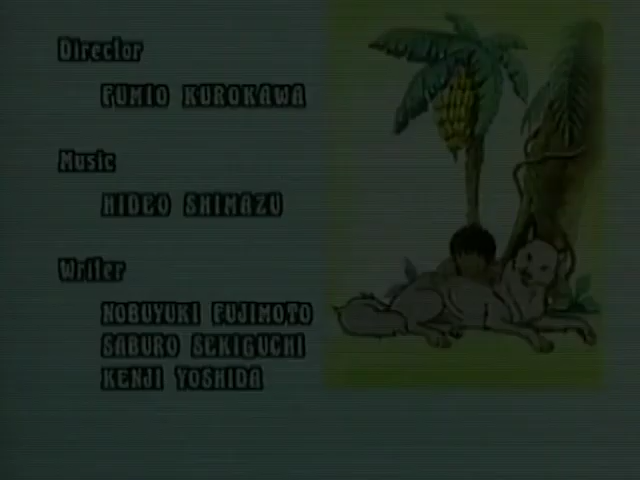 Director
FUMIO KUROKAWA
Music
HIDEO SHIMAZU
Writer
NOBUYUKI FUJIMOTO
SABURO SEKIGUCHI
KENJI YOSHIDA